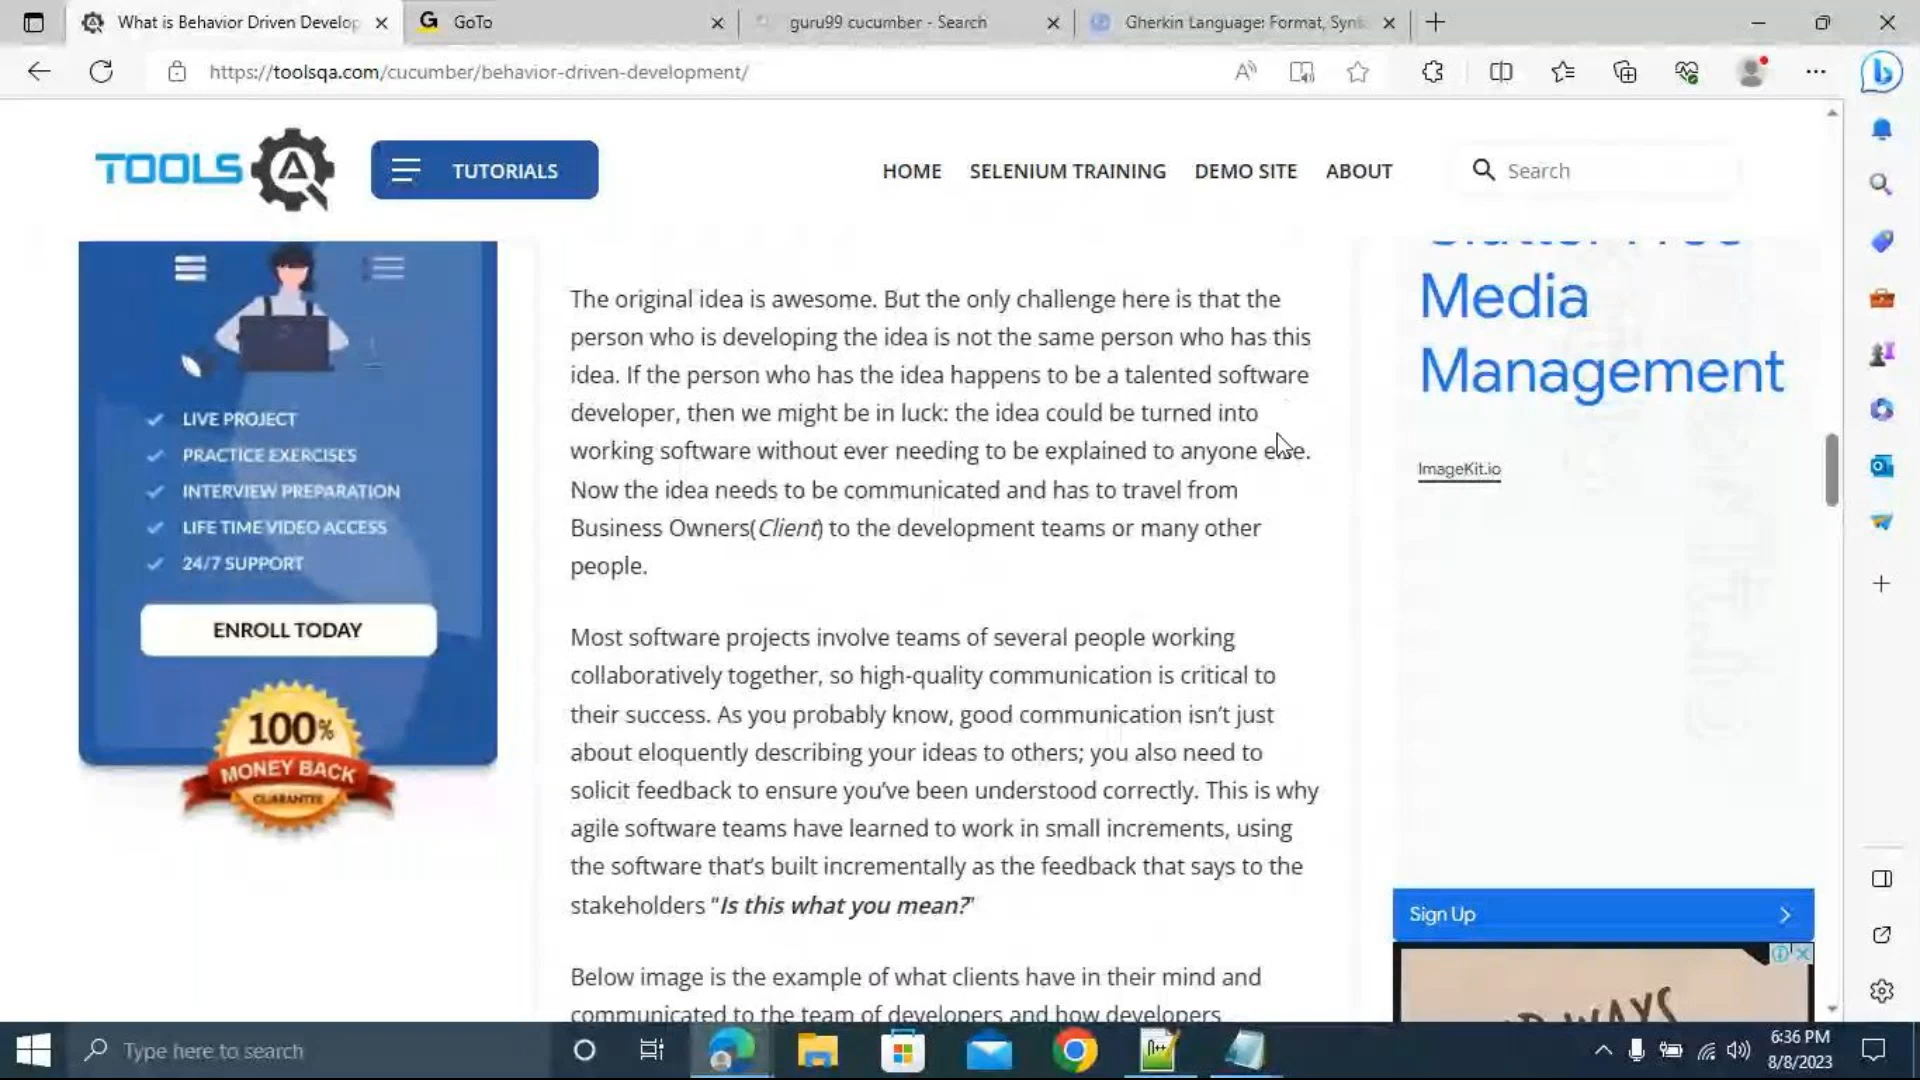 What is Behavior Driven Develop
GoTo
guru99 cucumber - Search
Gherkin Language: Format, Synt
https://toolsqa.com/cucumber/behavior-driven-development/
TOOLS
TUTORIALS
HOME
SELENIUM TRAINING
DEMO SITE
ABOUT
Search
LIVE PROJECT
PRACTICE EXERCISES
INTERVIEW PREPARATION
LIFE TIME VIDEO ACCESS
24/7 SUPPORT
ENROLL TODAY
100%
MONEY BACK
GUARANTEE
The original idea is awesome. But the only challenge here is that the
person who is developing the idea is not the same person who has this
idea. If the person who has the idea happens to be a talented software
developer, then we might be in luck: the idea could be turned into
working software without ever needing to be explained to anyone else.
Now the idea needs to be communicated and has to travel from
Business Owners(Client) to the development teams or many other
people.
Most software projects involve teams of several people working
collaboratively together, so high-quality communication is critical to
their success. As you probably know, good communication isn't just
about eloquently describing your ideas to others; you also need to
solicit feedback to ensure you've been understood correctly. This is why
agile software teams have learned to work in small increments, using
the software that's built incrementally as the feedback that says to the
stakeholders "Is this what you mean?"
Below image is the example of what clients have in their mind and
communicated to the team of developers and how developers
Media
Management
ImageKit.io
Sign Up
Type here to search
6:36 PM
8/8/2023